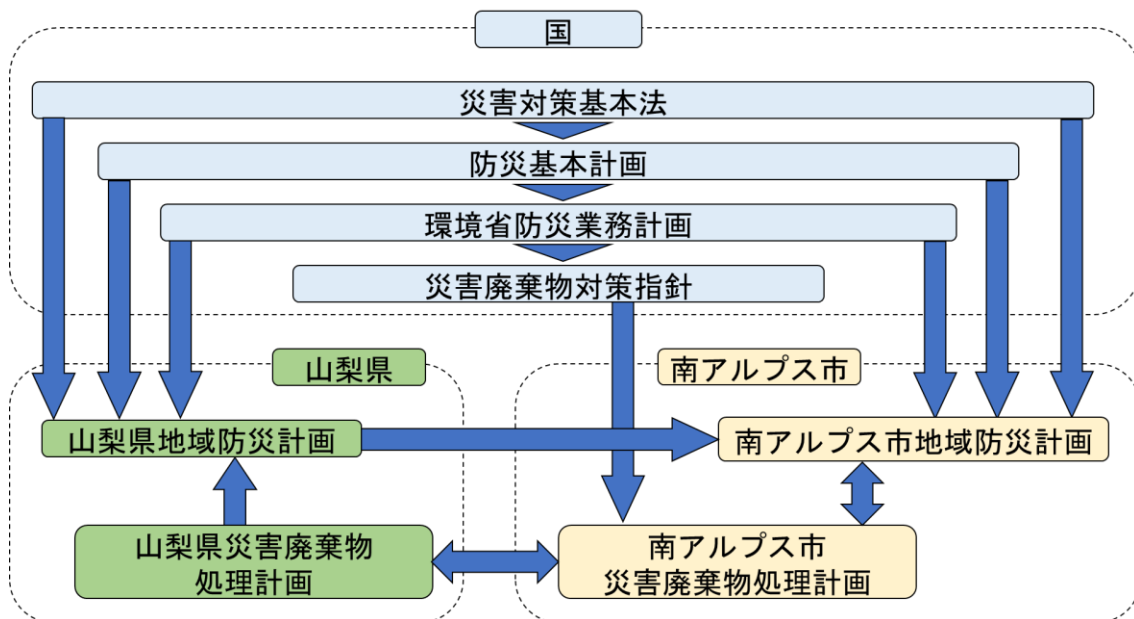 国
災害対策基本法
防災基本計画
環境省防災業務計画
災害廃棄物対策指針
山梨県
南アルプス市
山梨県地域防災計画
南アルプス市地域防災計画
山梨県災害廃棄物
処理計画
南アルプス市
災害廃棄物処理計画